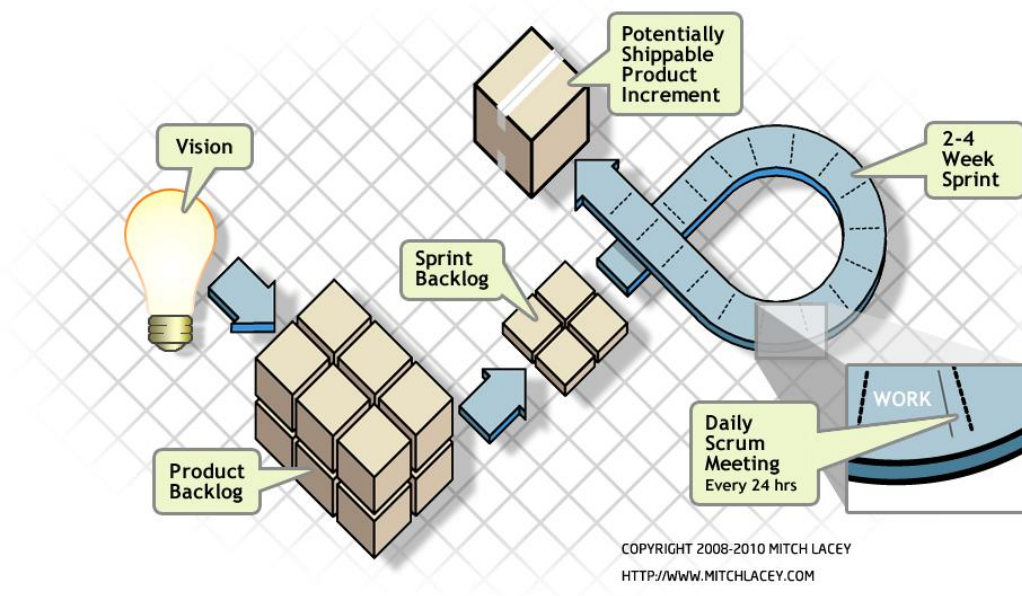 Potentially
Shippable
Product
Increment
Vision
2-4
Week
Sprint
Sprint
Backlog
WORK
Daily
Scrum
Meeting
Every 24 hrs
Product
Backlog
COPYRIGHT 2008-2010 MITCH LACEY
HTTP://WWW.MITCHLACEY.COM